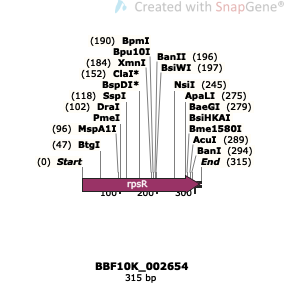 Created with SnapGene®
(190) BpmI
Bpu10I
(184) XmnI
(152) ClaI*
BspDI*
(118) SspI
(102) DraI
PmeI
(96) MspA1I
(47) BtgI
(0) Start
BanII (196)
BsiWI (197)
NsiI (245)
ApaLI (275)
BaeGI (279)
BsiHKAI
Bme1580I
AcuI (289)
BanI (294)
End (315)
rpsR
100 200 300
BBF10K_002654
315 bp